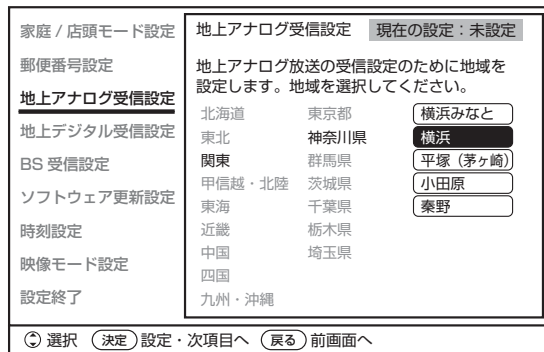 家庭 / 店頭モード設定
郵便番号設定
地上アナログ受信設定
地上デジタル受信設定
BS 受信設定
ソフトウェア更新設定
時刻設定
映像モード設定
設定終了
地上アナログ受信設定 現在の設定：未設定
地上アナログ放送の受信設定のために地域を
設定します。地域を選択してください。
北海道 東京都 横浜みなと
東北 神奈川県 横浜
関東 群馬県 平塚（茅ヶ崎）
甲信越・北陸 茨城県 小田原
東海 千葉県 秦野
近畿 栃木県
中国 埼玉県
四国
九州・沖縄
選択 決定 設定・次項目へ 戻る 前画面へ